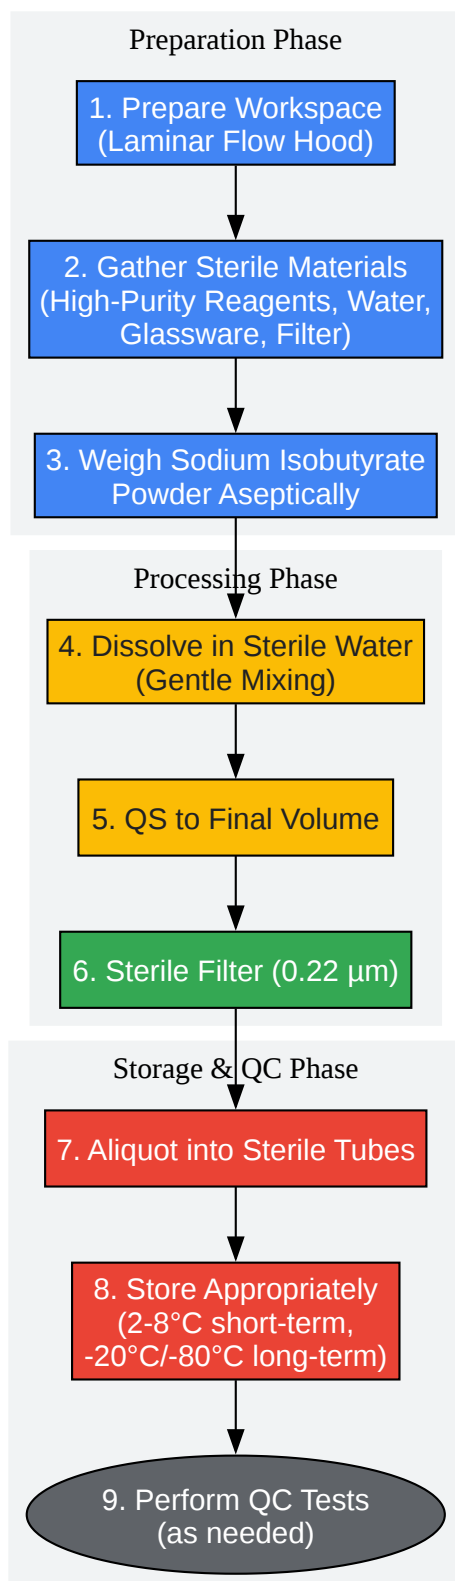 Preparation Phase
1. Prepare Workspace
(Laminar Flow Hood)
2. Gather Sterile Materials
(High-Purity Reagents, Water,
Glassware, Filter)
3. Weigh Sodium Isobutyrate
Powder Aseptically
Processing Phase
4. Dissolve in Sterile Water
(Gentle Mixing)
5. QS to Final Volume
6. Sterile Filter (0.22 µm)
Storage & QC Phase
7. Aliquot into Sterile Tubes
8. Store Appropriately
(2-8°C short-term,
-20°C/-80°C long-term)
9. Perform QC Tests
(as needed)